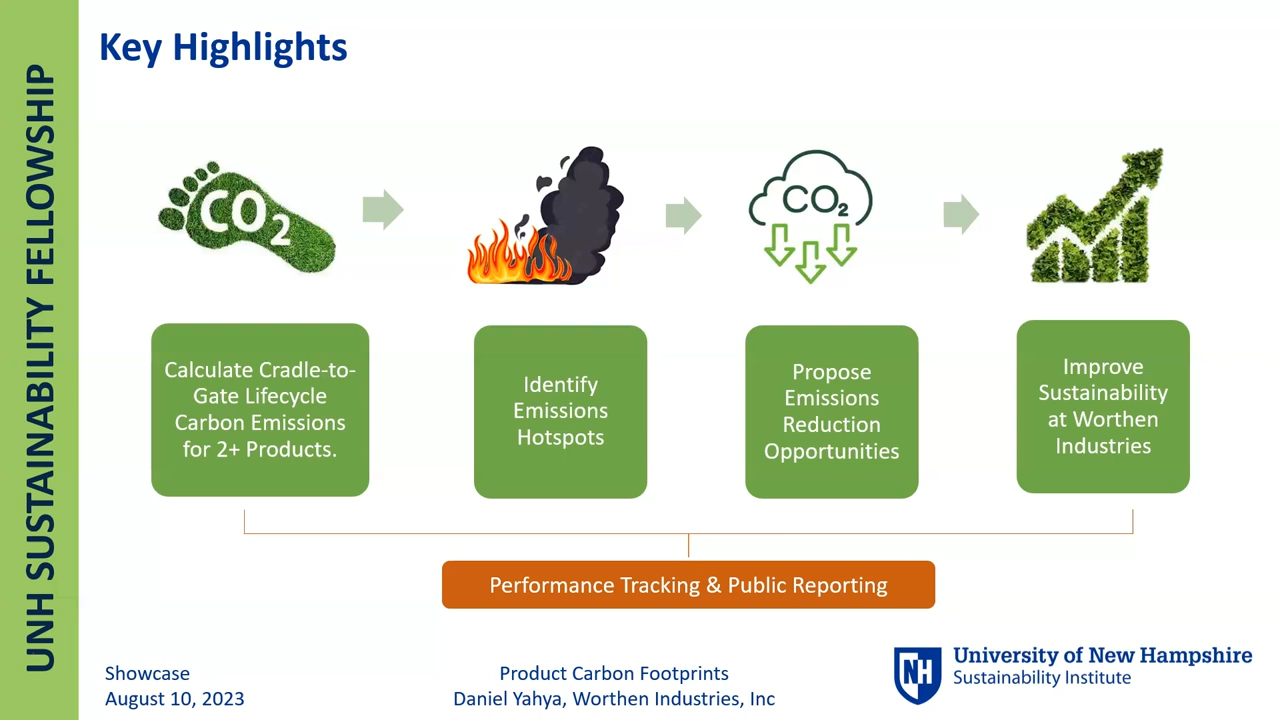 UNH SUSTAINABILITY FELLOWSHIP
Key Highlights
CO2
CO2
Calculate Cradle-to-
Gate Lifecycle
Carbon Emissions
for 2+ Products.
Identify
Emissions
Hotspots
Propose
Emissions
Reduction
Opportunities
Improve
Sustainability
at Worthen
Industries
Performance Tracking & Public Reporting
Showcase
August 10, 2023
Product Carbon Footprints
Daniel Yahya, Worthen Industries, Inc
NH
University of New Hampshire
Sustainability Institute